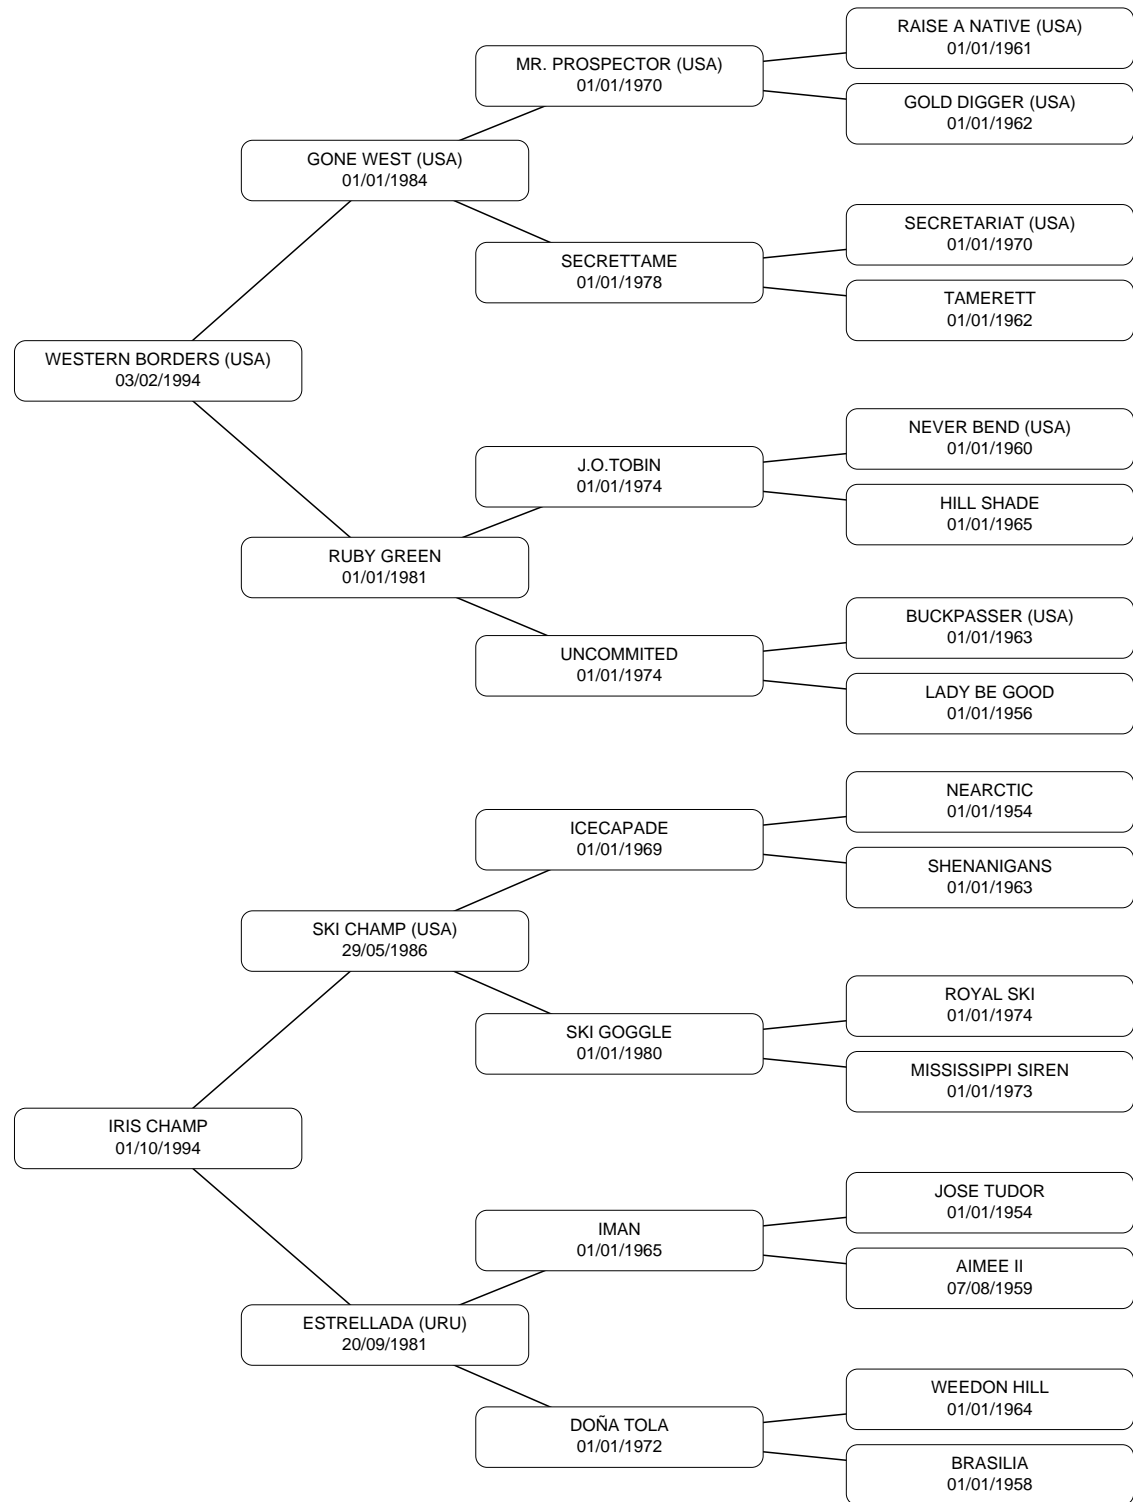 RAISE A NATIVE (USA)
01/01/1961
MR. PROSPECTOR (USA)
01/01/1970
GOLD DIGGER (USA)
01/01/1962
GONE WEST (USA)
01/01/1984
SECRETARIAT (USA)
01/01/1970
SECRETTAME
01/01/1978
TAMERETT
01/01/1962
WESTERN BORDERS (USA)
03/02/1994
NEVER BEND (USA)
01/01/1960
J.O.TOBIN
01/01/1974
HILL SHADE
01/01/1965
RUBY GREEN
01/01/1981
BUCKPASSER (USA)
01/01/1963
UNCOMMITED
01/01/1974
LADY BE GOOD
01/01/1956
NEARCTIC
01/01/1954
ICECAPADE
01/01/1969
SHENANIGANS
01/01/1963
SKI CHAMP (USA)
29/05/1986
ROYAL SKI
01/01/1974
SKI GOGGLE
01/01/1980
MISSISSIPPI SIREN
01/01/1973
IRIS CHAMP
01/10/1994
JOSE TUDOR
01/01/1954
IMAN
01/01/1965
AIMEE II
07/08/1959
ESTRELLADA (URU)
20/09/1981
WEEDON HILL
01/01/1964
DOÑA TOLA
01/01/1972
BRASILIA
01/01/1958